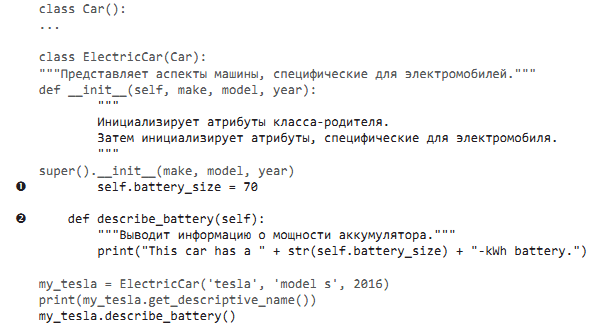 class Car():
...
class ElectricCar(Car):
"""Представляет аспекты машины, специфические для электромобилей."""
def __init__(self, make, model, year):
"""
Инициализирует атрибуты класса-родителя.
Затем инициализирует атрибуты, специфические для электромобиля.
"""
super().__init__(make, model, year)
❶ self.battery_size = 70
❷ def describe_battery(self):
"""Выводит информацию о мощности аккумулятора."""
print("This car has a " + str(self.battery_size) + "-kWh battery.")
my_tesla = ElectricCar('tesla', 'model s', 2016)
print(my_tesla.get_descriptive_name())
my_tesla.describe_battery()